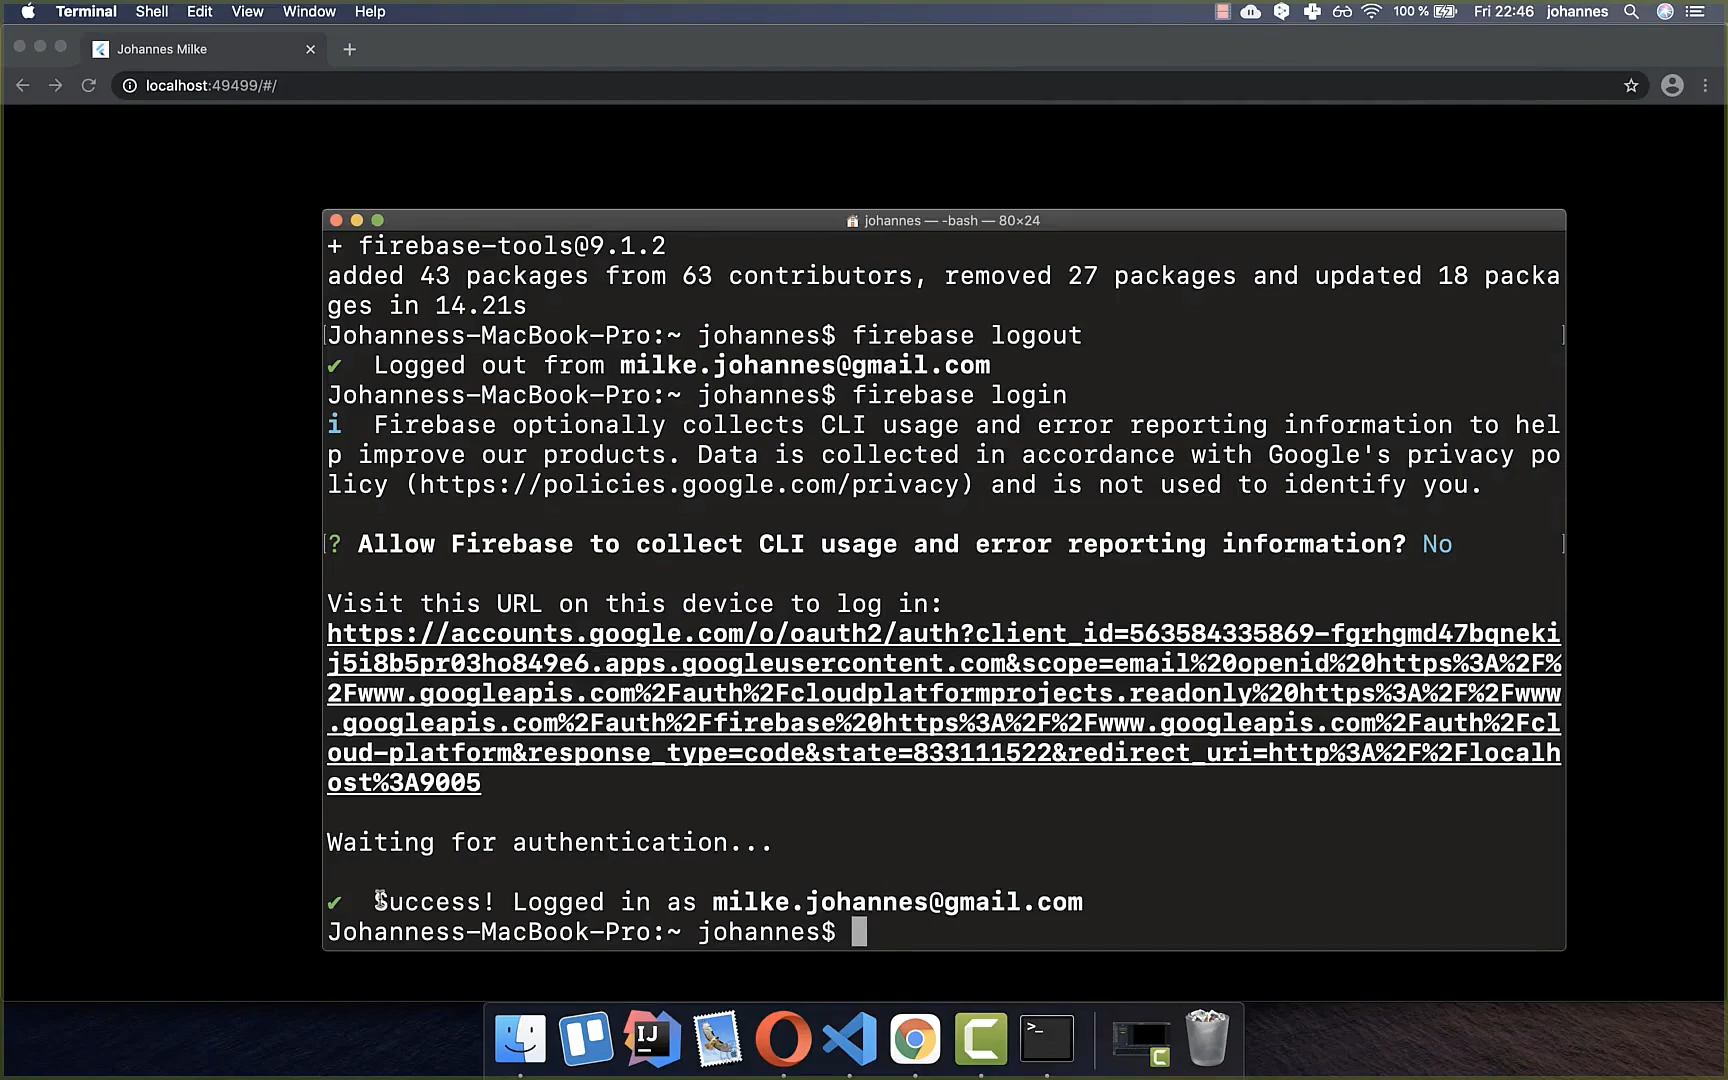 Terminal Shell Edit View Window Help 100 % Fri 22:46 johannes
Johannes Milke
localhost:49499/#/
johannes — -bash — 80×24
+ firebase-tools@9.1.2
added 43 packages from 63 contributors, removed 27 packages and updated 18 packa
ges in 14.21s
[Johanness-MacBook-Pro:~ johannes$ firebase logout ]
✔ Logged out from milke.johannes@gmail.com
Johanness-MacBook-Pro:~ johannes$ firebase login
i Firebase optionally collects CLI usage and error reporting information to hel
p improve our products. Data is collected in accordance with Google's privacy po
licy (https://policies.google.com/privacy) and is not used to identify you.
[? Allow Firebase to collect CLI usage and error reporting information? No ]
Visit this URL on this device to log in:
https://accounts.google.com/o/oauth2/auth?client_id=563584335869-fgrhgmd47bqneki
j5i8b5pr03ho849e6.apps.googleusercontent.com&scope=email%20openid%20https%3A%2F%
2Fwww.googleapis.com%2Fauth%2Fcloudplatformprojects.readonly%20https%3A%2F%2Fwww
.googleapis.com%2Fauth%2Ffirebase%20https%3A%2F%2Fwww.googleapis.com%2Fauth%2Fcl
oud-platform&response_type=code&state=833111522&redirect_uri=http%3A%2F%2Flocalh
ost%3A9005
Waiting for authentication...
✔ Success! Logged in as milke.johannes@gmail.com
Johanness-MacBook-Pro:~ johannes$
IJ
>_